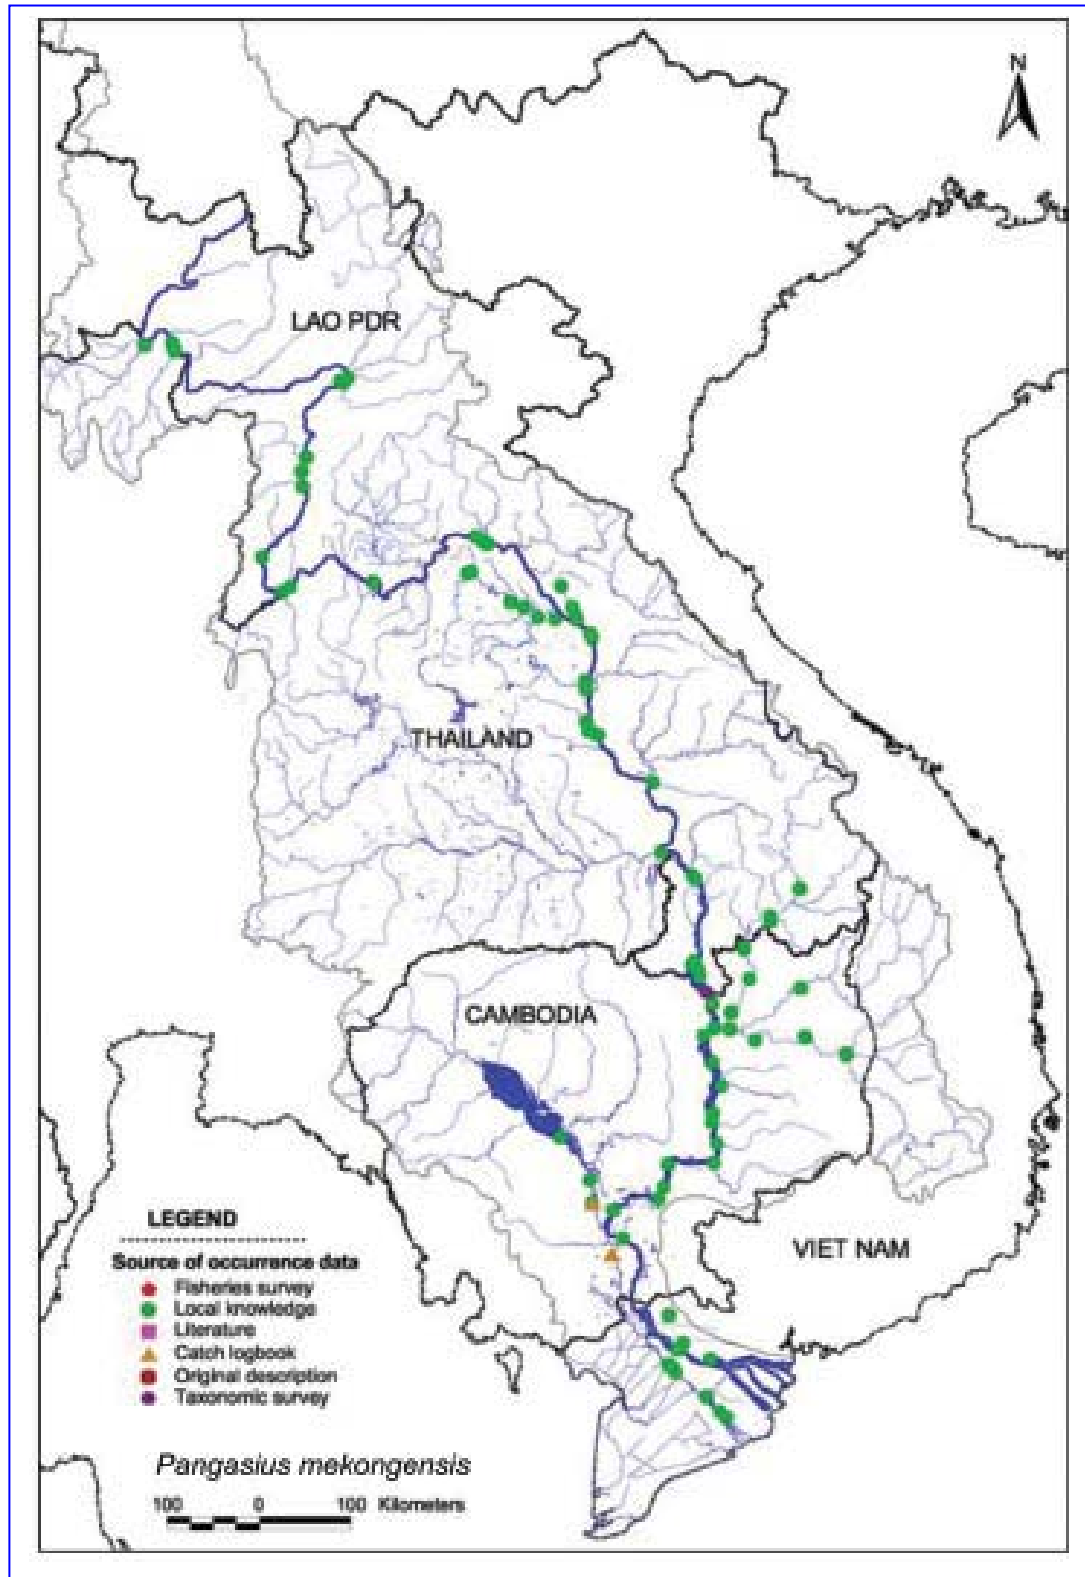 N
LAO PDR
THAILAND
CAMBODIA
VIET NAM
LEGEND
Source of occurrence data
Fisheries survey
Local knowledge
Literature
Catch logbook
Original description
Taxonomic survey
Pangasius mekongensis
100 0 100 Kilometers